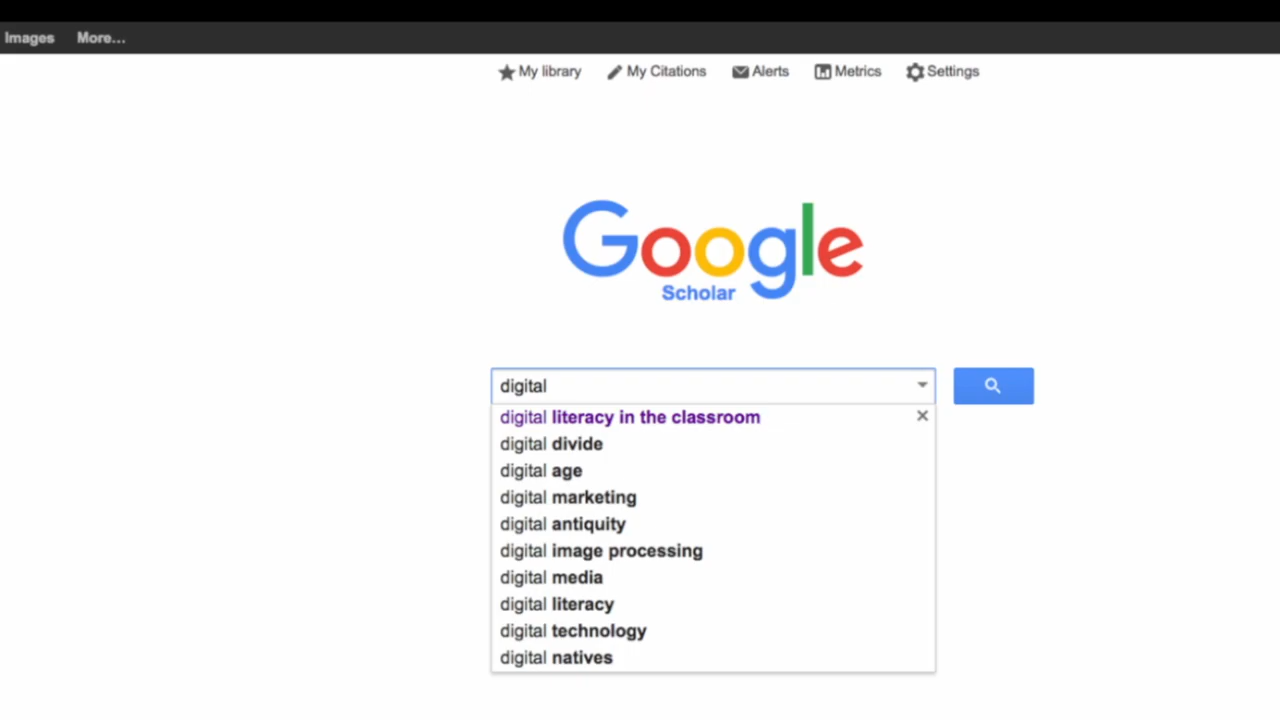 Images More...
My library My Citations Alerts Metrics Settings
Google
Scholar
digital
digital literacy in the classroom
digital divide
digital age
digital marketing
digital antiquity
digital image processing
digital media
digital literacy
digital technology
digital natives